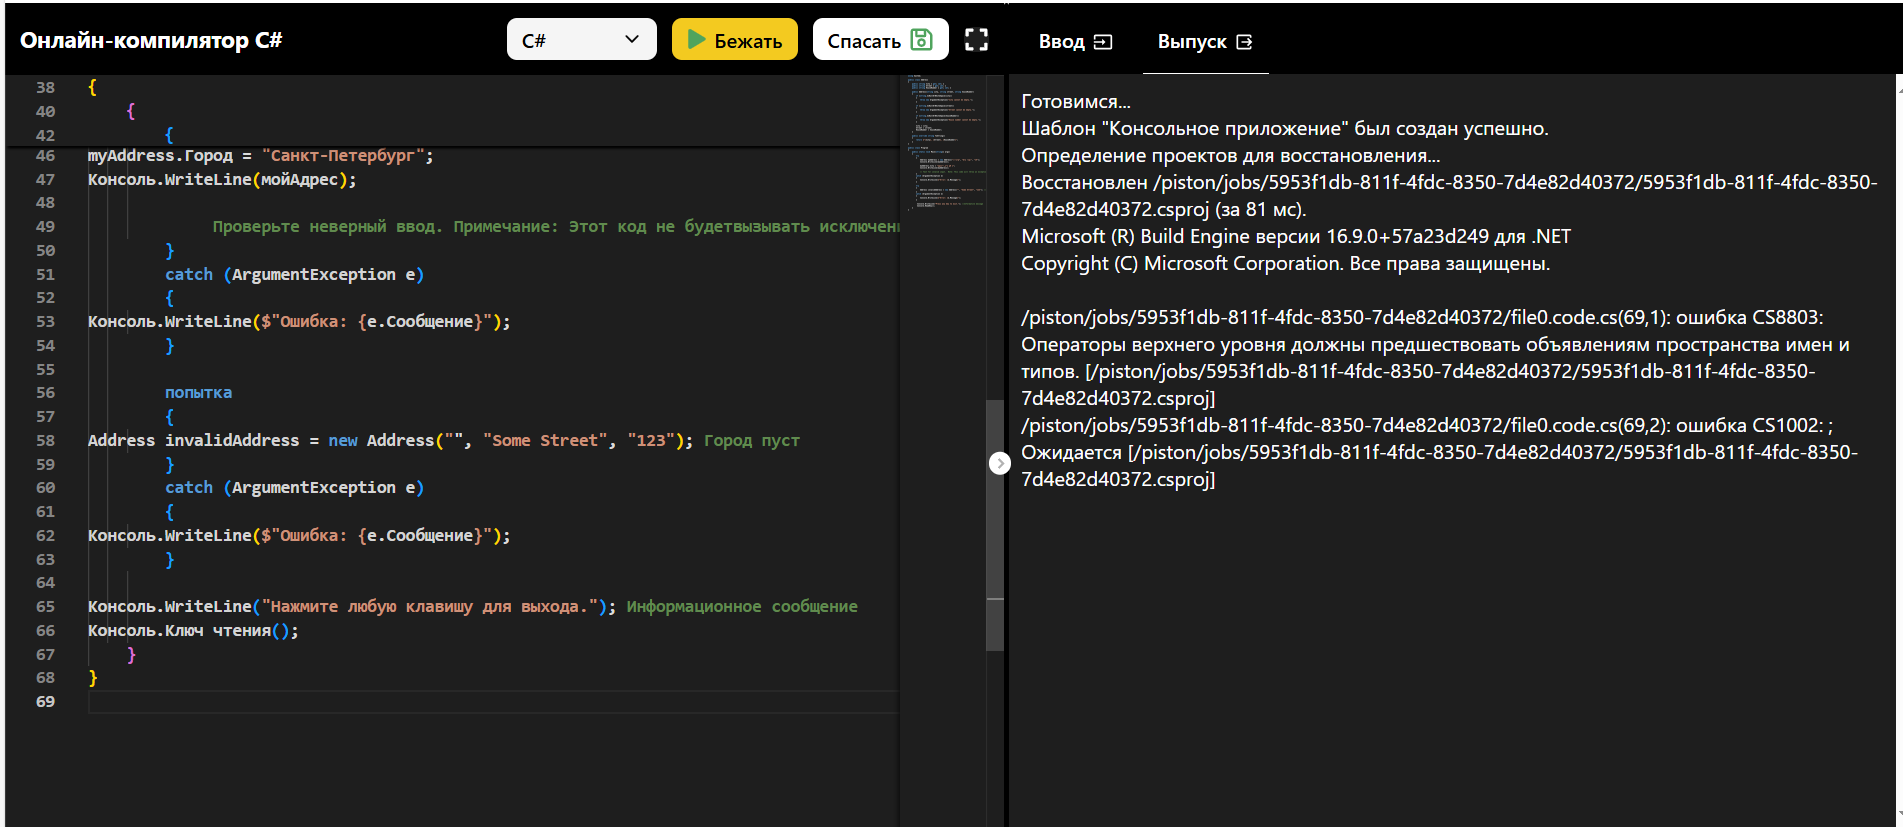 Онлайн-компилятор C#
C#
Бежать
Спасать
Ввод
Выпуск
38 {
40 {
42 {
46 myAddress.Город = "Санкт-Петербург";
47 Консоль.WriteLine(мойАдрес);
48
49 Проверьте неверный ввод. Примечание: Этот код не будетвызывать исключен
50 }
51 catch (ArgumentException e)
52 {
53 Консоль.WriteLine($"Ошибка: {e.Сообщение}");
54 }
55
56 попытка
57 {
58 Address invalidAddress = new Address("", "Some Street", "123"); Город пуст
59 }
60 catch (ArgumentException e)
61 {
62 Консоль.WriteLine($"Ошибка: {e.Сообщение}");
63 }
64
65 Консоль.WriteLine("Нажмите любую клавишу для выхода."); Информационное сообщение
66 Консоль.Ключ чтения();
67 }
68 }
69
Готовимся...
Шаблон "Консольное приложение" был создан успешно.
Определение проектов для восстановления...
Восстановлен /piston/jobs/5953f1db-811f-4fdc-8350-7d4e82d40372/5953f1db-811f-4fdc-8350-
7d4e82d40372.csproj (за 81 мс).
Microsoft (R) Build Engine версии 16.9.0+57a23d249 для .NET
Copyright (C) Microsoft Corporation. Все права защищены.
/piston/jobs/5953f1db-811f-4fdc-8350-7d4e82d40372/file0.code.cs(69,1): ошибка CS8803:
Операторы верхнего уровня должны предшествовать объявлениям пространства имен и
типов. [/piston/jobs/5953f1db-811f-4fdc-8350-7d4e82d40372/5953f1db-811f-4fdc-8350-
7d4e82d40372.csproj]
/piston/jobs/5953f1db-811f-4fdc-8350-7d4e82d40372/file0.code.cs(69,2): ошибка CS1002: ;
Ожидается [/piston/jobs/5953f1db-811f-4fdc-8350-7d4e82d40372/5953f1db-811f-4fdc-8350-
7d4e82d40372.csproj]